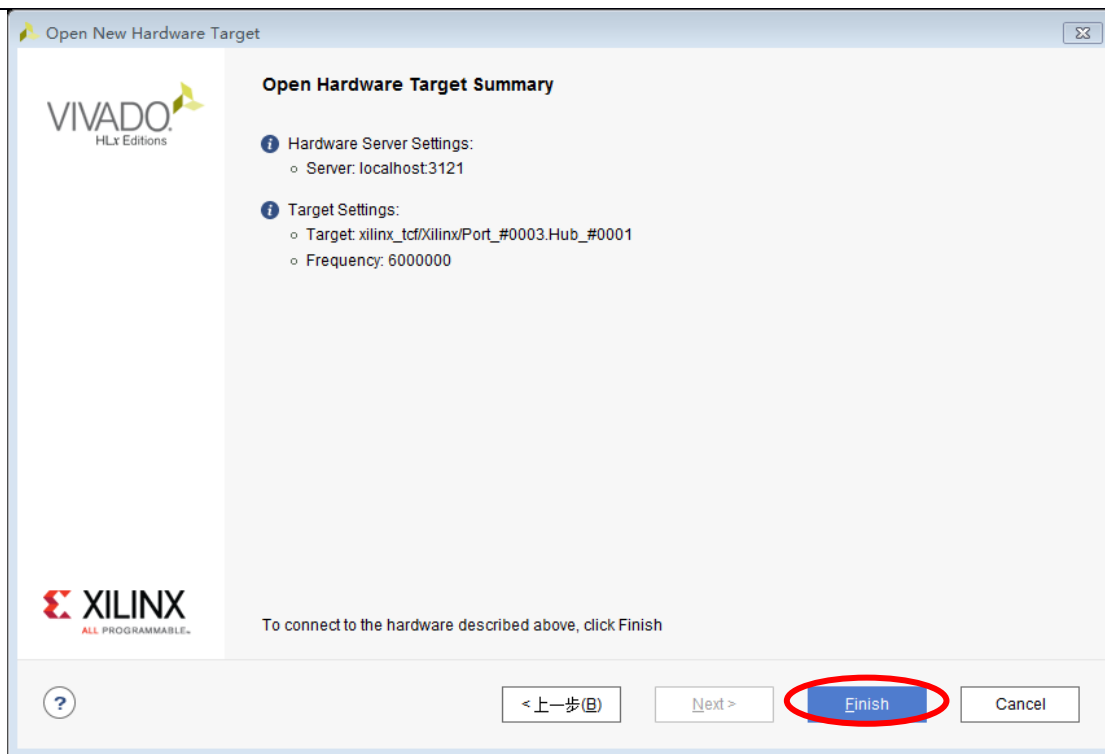 Open New Hardware Target
VIVADO.
HLx Editions
Open Hardware Target Summary
Hardware Server Settings:
Server: localhost:3121
Target Settings:
Target: xilinx_tcf/Xilinx/Port_#0003.Hub_#0001
Frequency: 6000000
XILINX
ALL PROGRAMMABLE.
To connect to the hardware described above, click Finish
?
<上一步(B)
Next >
Finish
Cancel